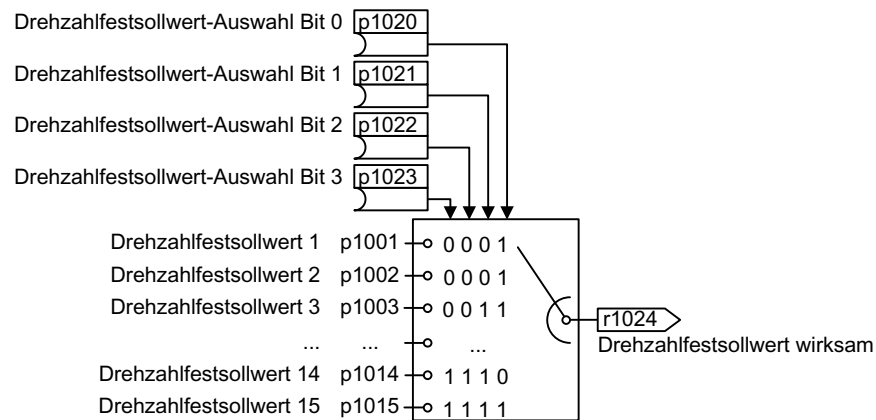 Drehzahlfestsollwert-Auswahl Bit 0 p1020
Drehzahlfestsollwert-Auswahl Bit 1 p1021
Drehzahlfestsollwert-Auswahl Bit 2 p1022
Drehzahlfestsollwert-Auswahl Bit 3 p1023
Drehzahlfestsollwert 1 p1001 0 0 0 1
Drehzahlfestsollwert 2 p1002 0 0 0 1
Drehzahlfestsollwert 3 p1003 0 0 1 1
r1024
... ... ...
Drehzahlfestsollwert wirksam
Drehzahlfestsollwert 14 p1014 1 1 1 0
Drehzahlfestsollwert 15 p1015 1 1 1 1